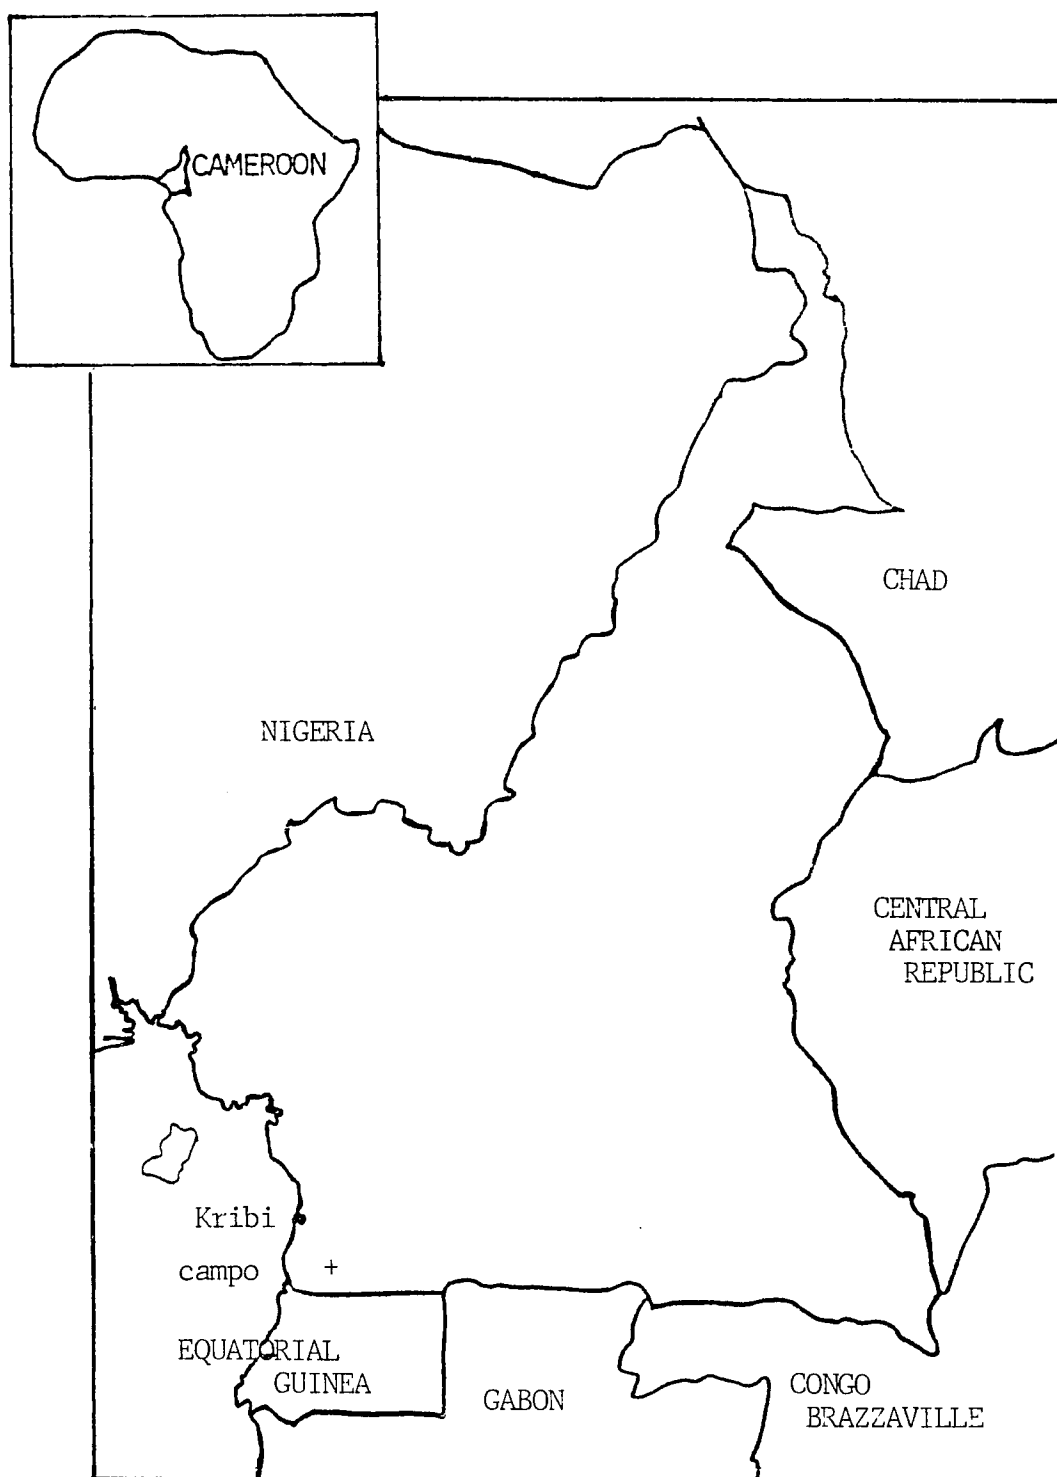 CAMEROON
CHAD
NIGERIA
CENTRAL
AFRICAN
REPUBLIC
Kribi
campo +
EQUATORIAL
GUINEA
GABON
CONGO
BRAZZAVILLE